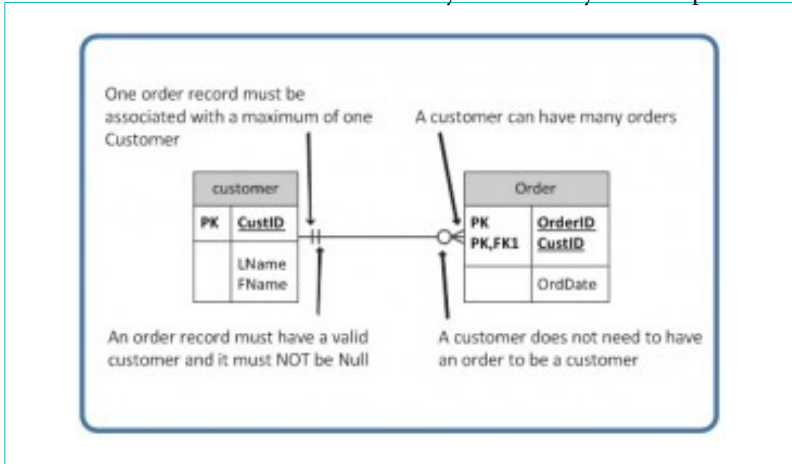 One order record must be
associated with a maximum of one
Customer
A customer can have many orders
customer
PK CustID
LName
FName
Order
PK OrderID
PK,FK1 CustID
OrdDate
An order record must have a valid
customer and it must NOT be Null
A customer does not need to have
an order to be a customer